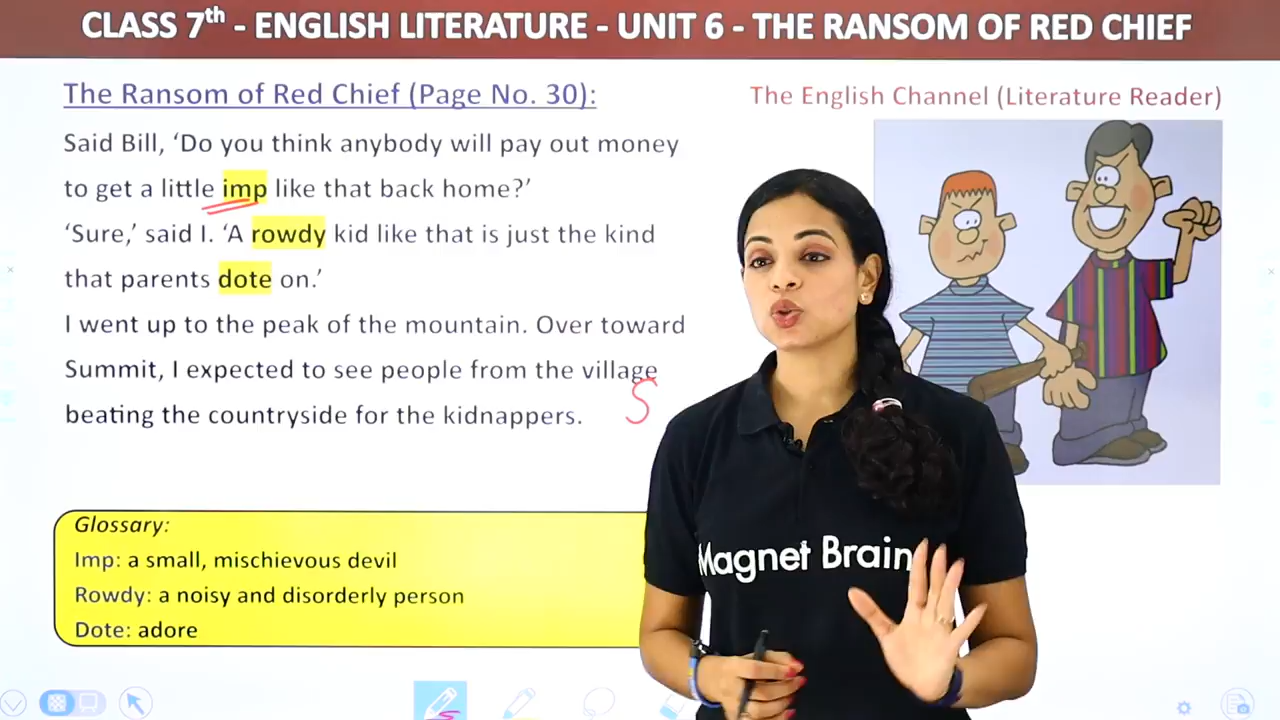 CLASS 7th - ENGLISH LITERATURE - UNIT 6 - THE RANSOM OF RED CHIEF
The Ransom of Red Chief (Page No. 30):
The English Channel (Literature Reader)
Said Bill, ‘Do you think anybody will pay out money
to get a little imp like that back home?’
‘Sure,’ said I. ‘A rowdy kid like that is just the kind
that parents dote on.’
I went up to the peak of the mountain. Over toward
Summit, I expected to see people from the village
beating the countryside for the kidnappers.
S
Glossary:
Imp: a small, mischievous devil
Rowdy: a noisy and disorderly person
Dote: adore
Magnet Brain